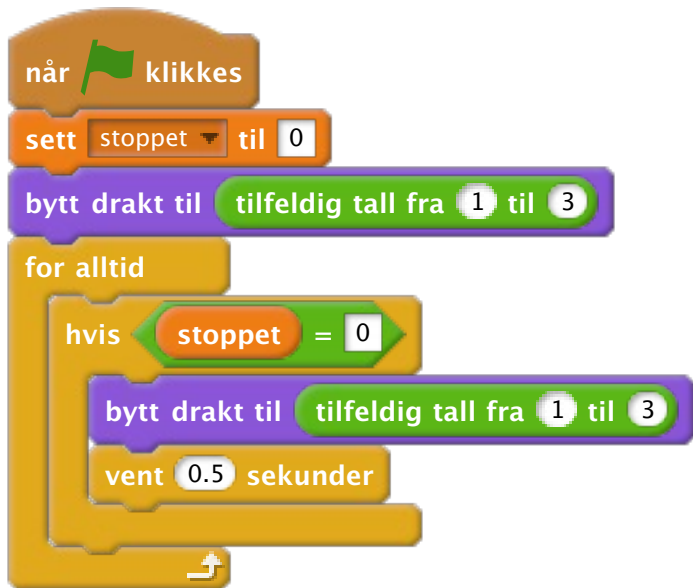 når klikkes
sett stoppet til 0
bytt drakt til tilfeldig tall fra 1 til 3
for alltid
hvis stoppet = 0
bytt drakt til tilfeldig tall fra 1 til 3
vent 0.5 sekunder